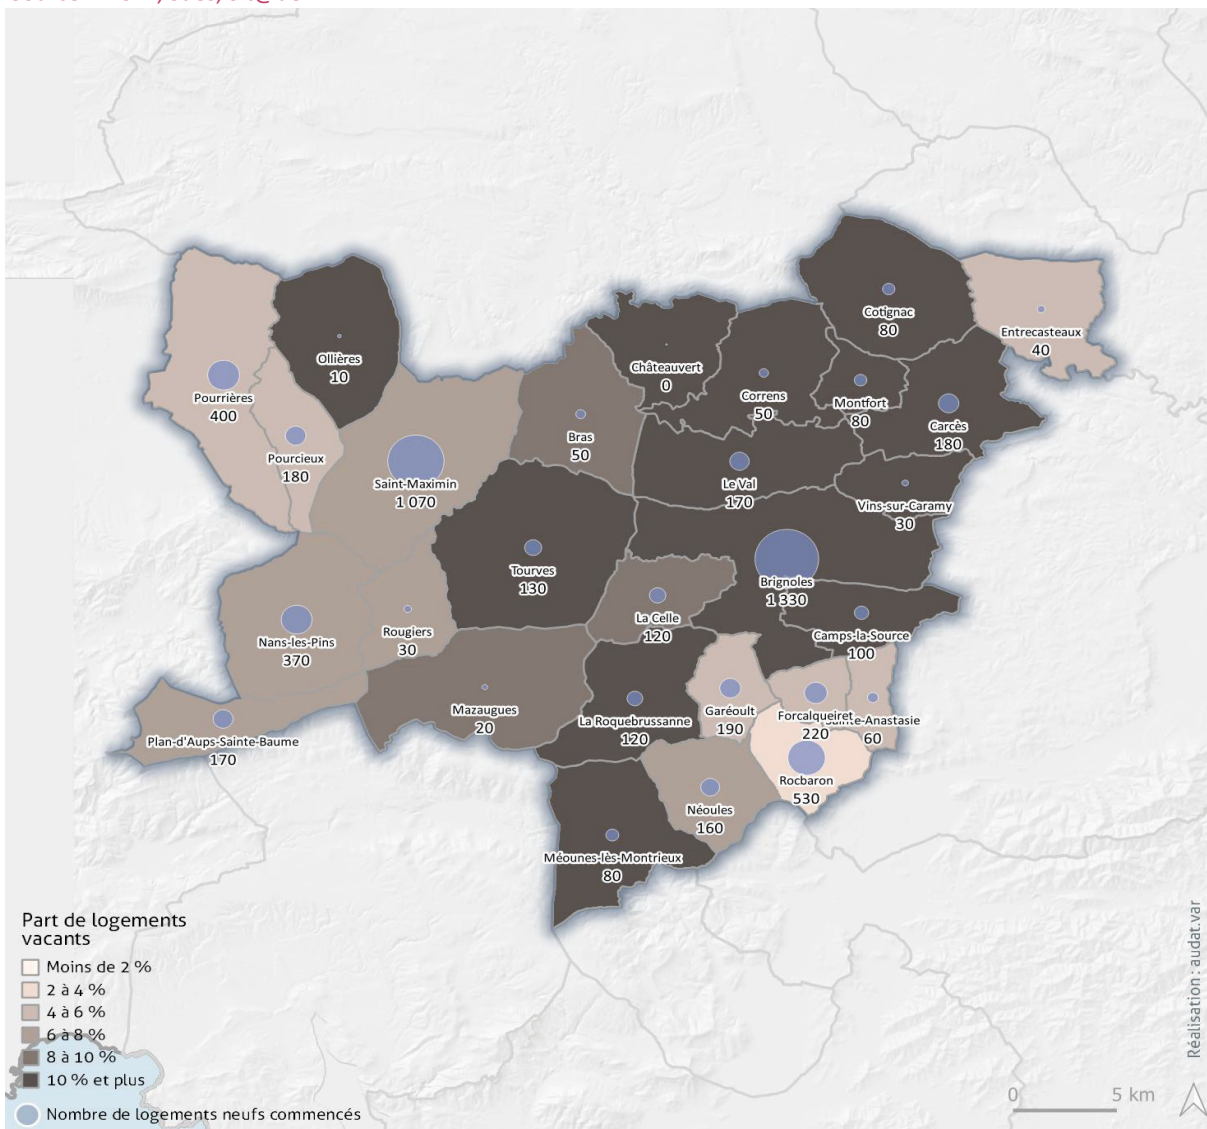 Cotignac
80
Entrecasteaux
40
Ollières
10
Châteauvert
0
Correns
50
Montfort
80
Carcès
180
Pourrières
400
Pourcieux
180
Bras
50
Saint-Maximin
1 070
Le Val
170
Vins-sur-Caramy
30
Tourves
130
Brignoles
1 330
La Celle
120
Camps-la-Source
100
Nans-les-Pins
370
Rougiers
30
Mazaugues
20
La Roquebrussanne
120
Garéoult
190
Forcalqueiret
220
Sainte-Anastasie
60
Plan-d'Aups-Sainte-Baume
170
Rocbaron
530
Néoules
160
Méounes-lès-Montrieux
80
Part de logements
vacants
Moins de 2 %
2 à 4 %
4 à 6 %
6 à 8 %
8 à 10 %
10 % et plus
Nombre de logements neufs commencés
0 5 km
Réalisation : audat.var